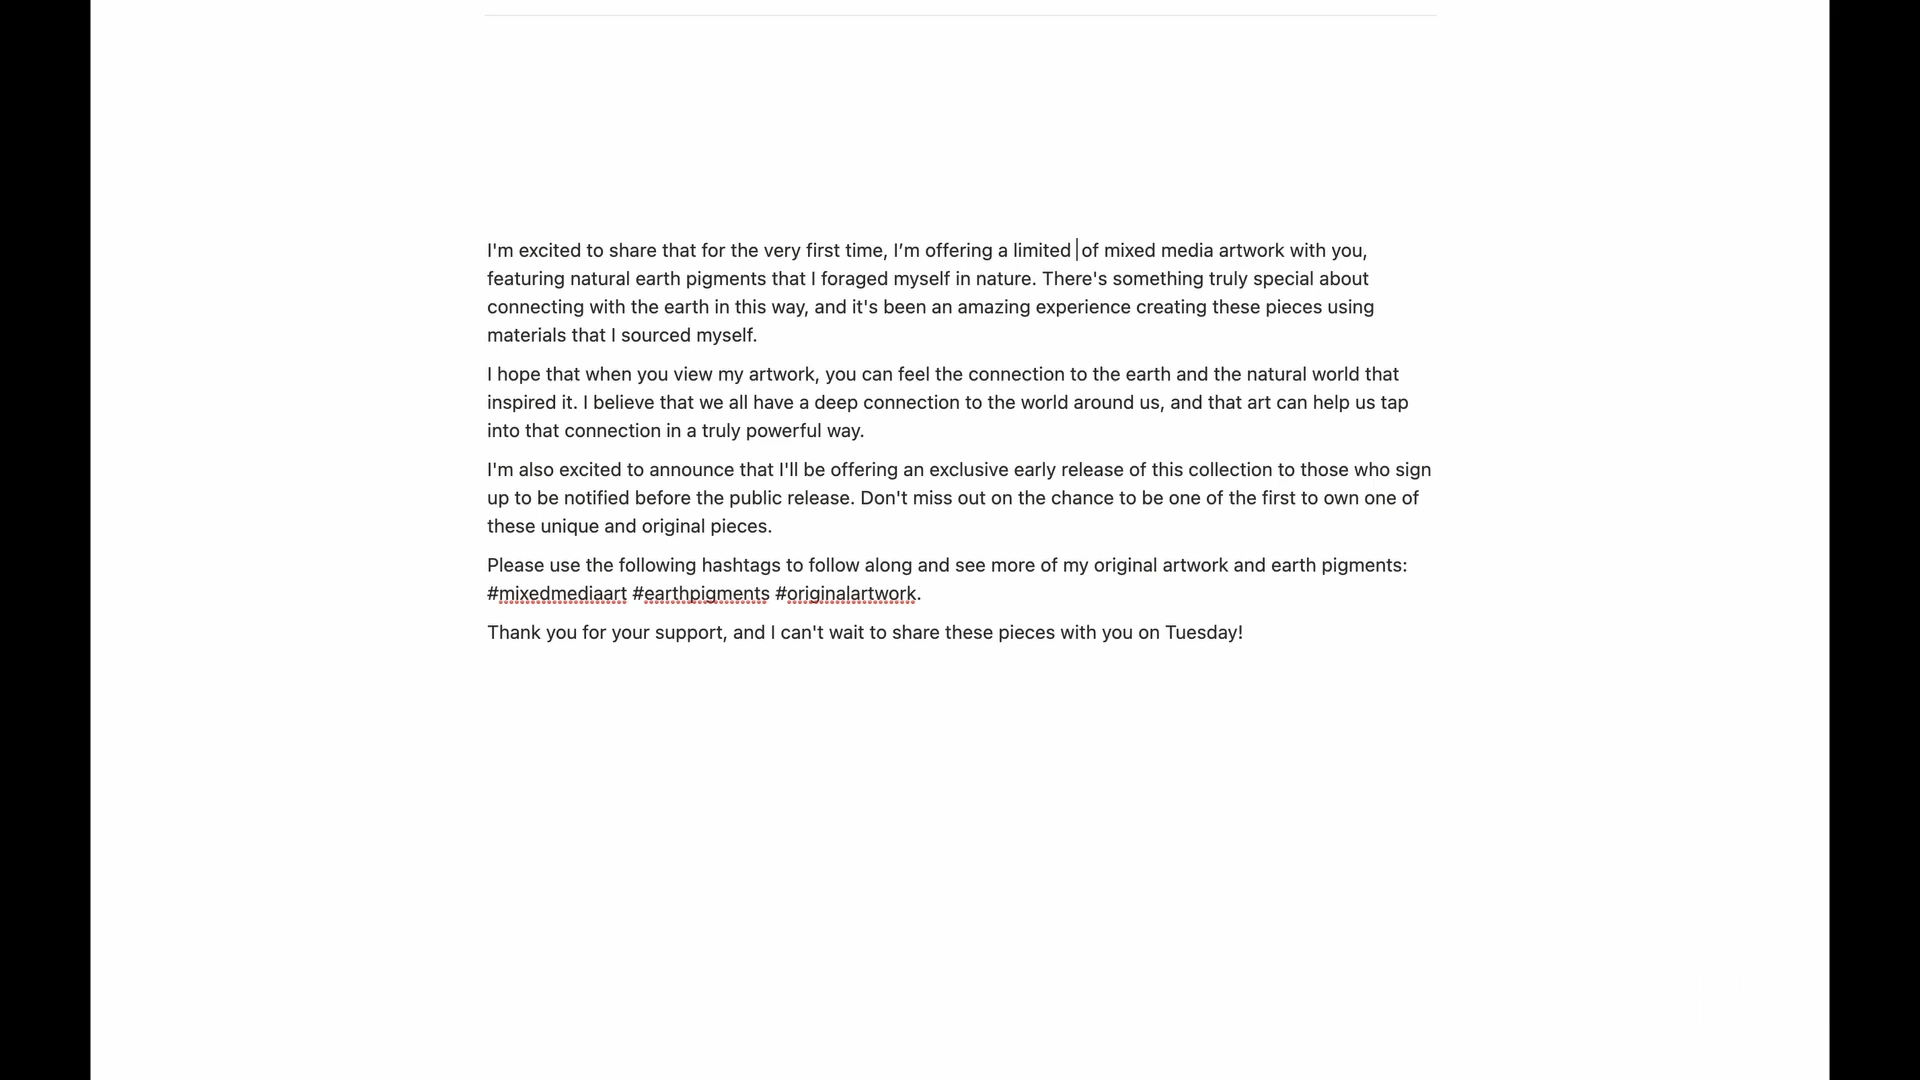 I'm excited to share that for the very first time, I’m offering a limited of mixed media artwork with you,
featuring natural earth pigments that I foraged myself in nature. There's something truly special about
connecting with the earth in this way, and it's been an amazing experience creating these pieces using
materials that I sourced myself.
I hope that when you view my artwork, you can feel the connection to the earth and the natural world that
inspired it. I believe that we all have a deep connection to the world around us, and that art can help us tap
into that connection in a truly powerful way.
I'm also excited to announce that I'll be offering an exclusive early release of this collection to those who sign
up to be notified before the public release. Don't miss out on the chance to be one of the first to own one of
these unique and original pieces.
Please use the following hashtags to follow along and see more of my original artwork and earth pigments:
#mixedmediaart #earthpigments #originalartwork.
Thank you for your support, and I can't wait to share these pieces with you on Tuesday!